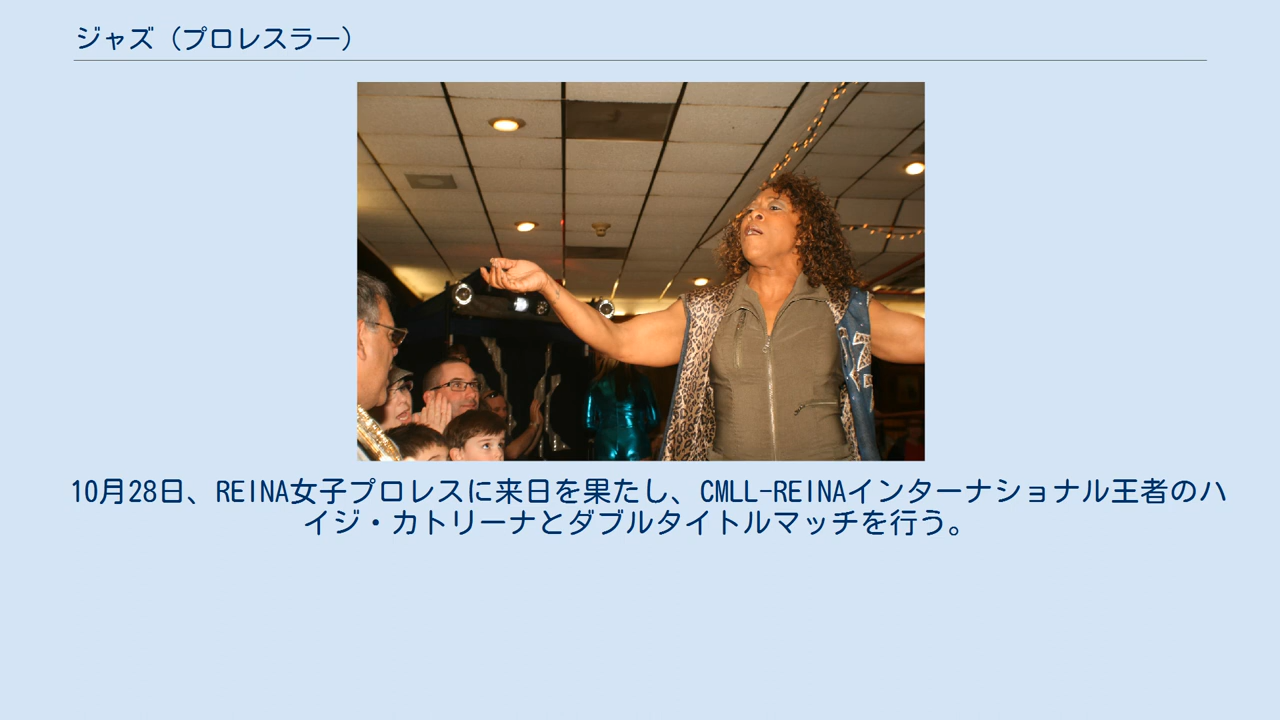 ジャズ（プロレスラー）
10月28日、REINA女子プロレスに来日を果たし、CMLL-REINAインターナショナル王者のハ
イジ・カトリーナとダブルタイトルマッチを行う。